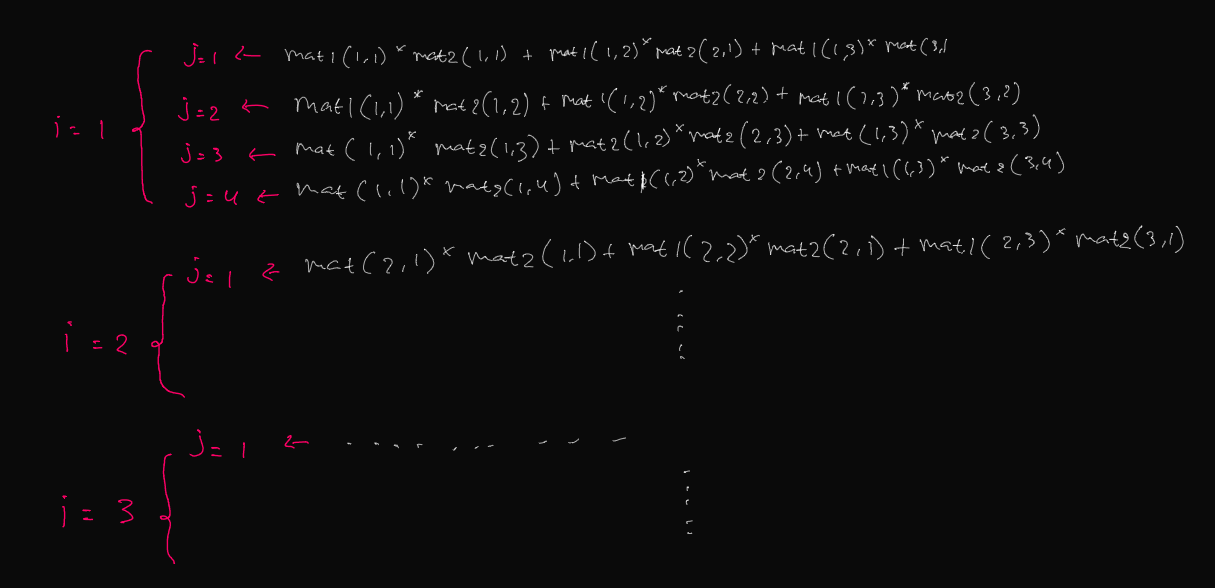 j=1 ← mat1(1,1) * mat2(1,1) + mat1(1,2) * mat2(2,1) + mat1(1,3) * mat(3,1
j=2 ← mat1(1,1) * mat2(1,2) + mat1(1,2) * mat2(2,2) + mat1(1,3) * mat2(3,2)
i = 1
j=3 ← mat(1,1) * mat2(1,3) + mat2(1,2) * mat2(2,3) + mat(1,3) * mat2(3,3)
j=4 ← mat(1,1) * mat2(1,4) + mat1(1,2) * mat2(2,4) + mat1(1,3) * mat2(3,4)
j=1 ← mat(2,1) * mat2(1,1) + mat1(2,2) * mat2(2,1) + mat1(2,3) * mat2(3,1)
i = 2
j=1 ←
i = 3